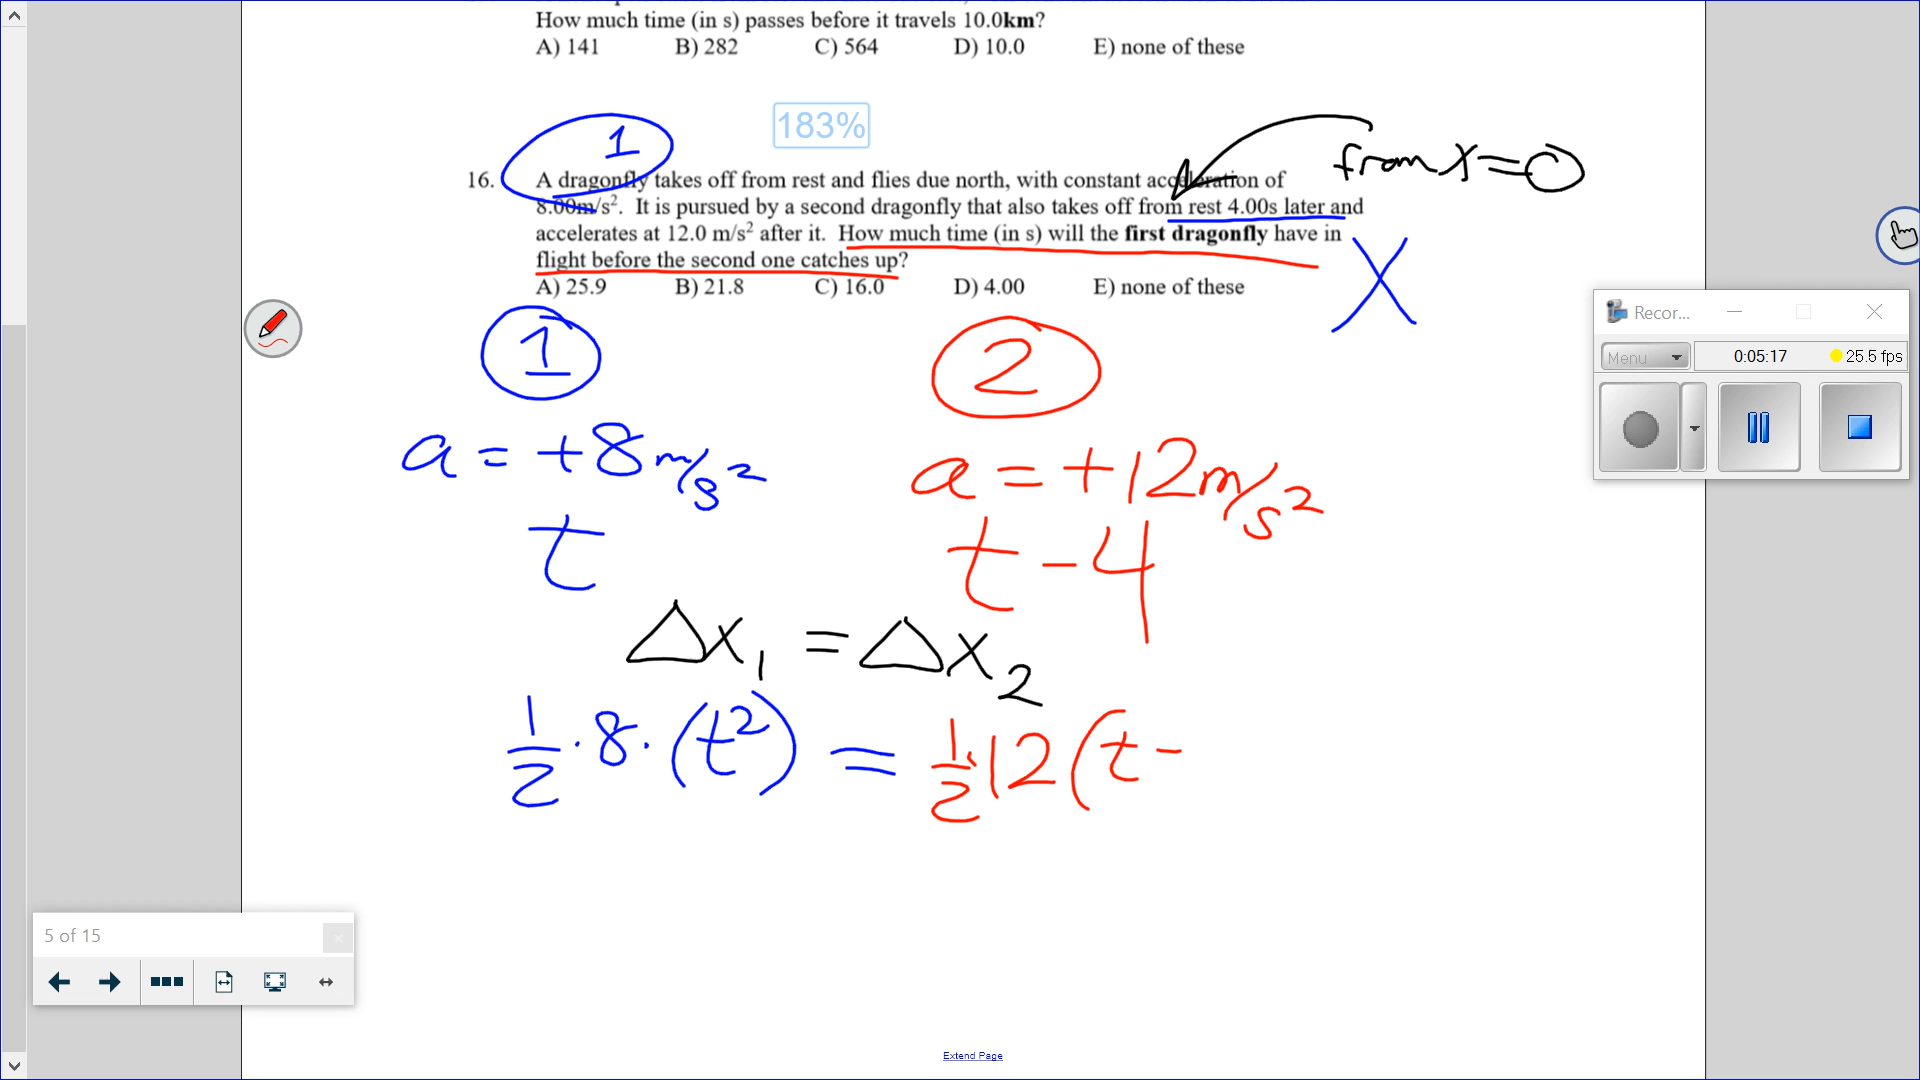 How much time (in s) passes before it travels 10.0km?
A) 141 B) 282 C) 564 D) 10.0 E) none of these
183%
1
from x=0
16. A dragonfly takes off from rest and flies due north, with constant acceleration of
8.00m/s². It is pursued by a second dragonfly that also takes off from rest 4.00s later and
accelerates at 12.0 m/s² after it. How much time (in s) will the first dragonfly have in
flight before the second one catches up?
A) 25.9 B) 21.8 C) 16.0 D) 4.00 E) none of these
X
1 2
a = +8 m/s² a = +12 m/s²
t t - 4
Δx₁ = Δx₂
1/2 · 8 · (t²) = 1/2 · 12 (t -
Recor...
Menu 0:05:17 25.5 fps
5 of 15
Extend Page